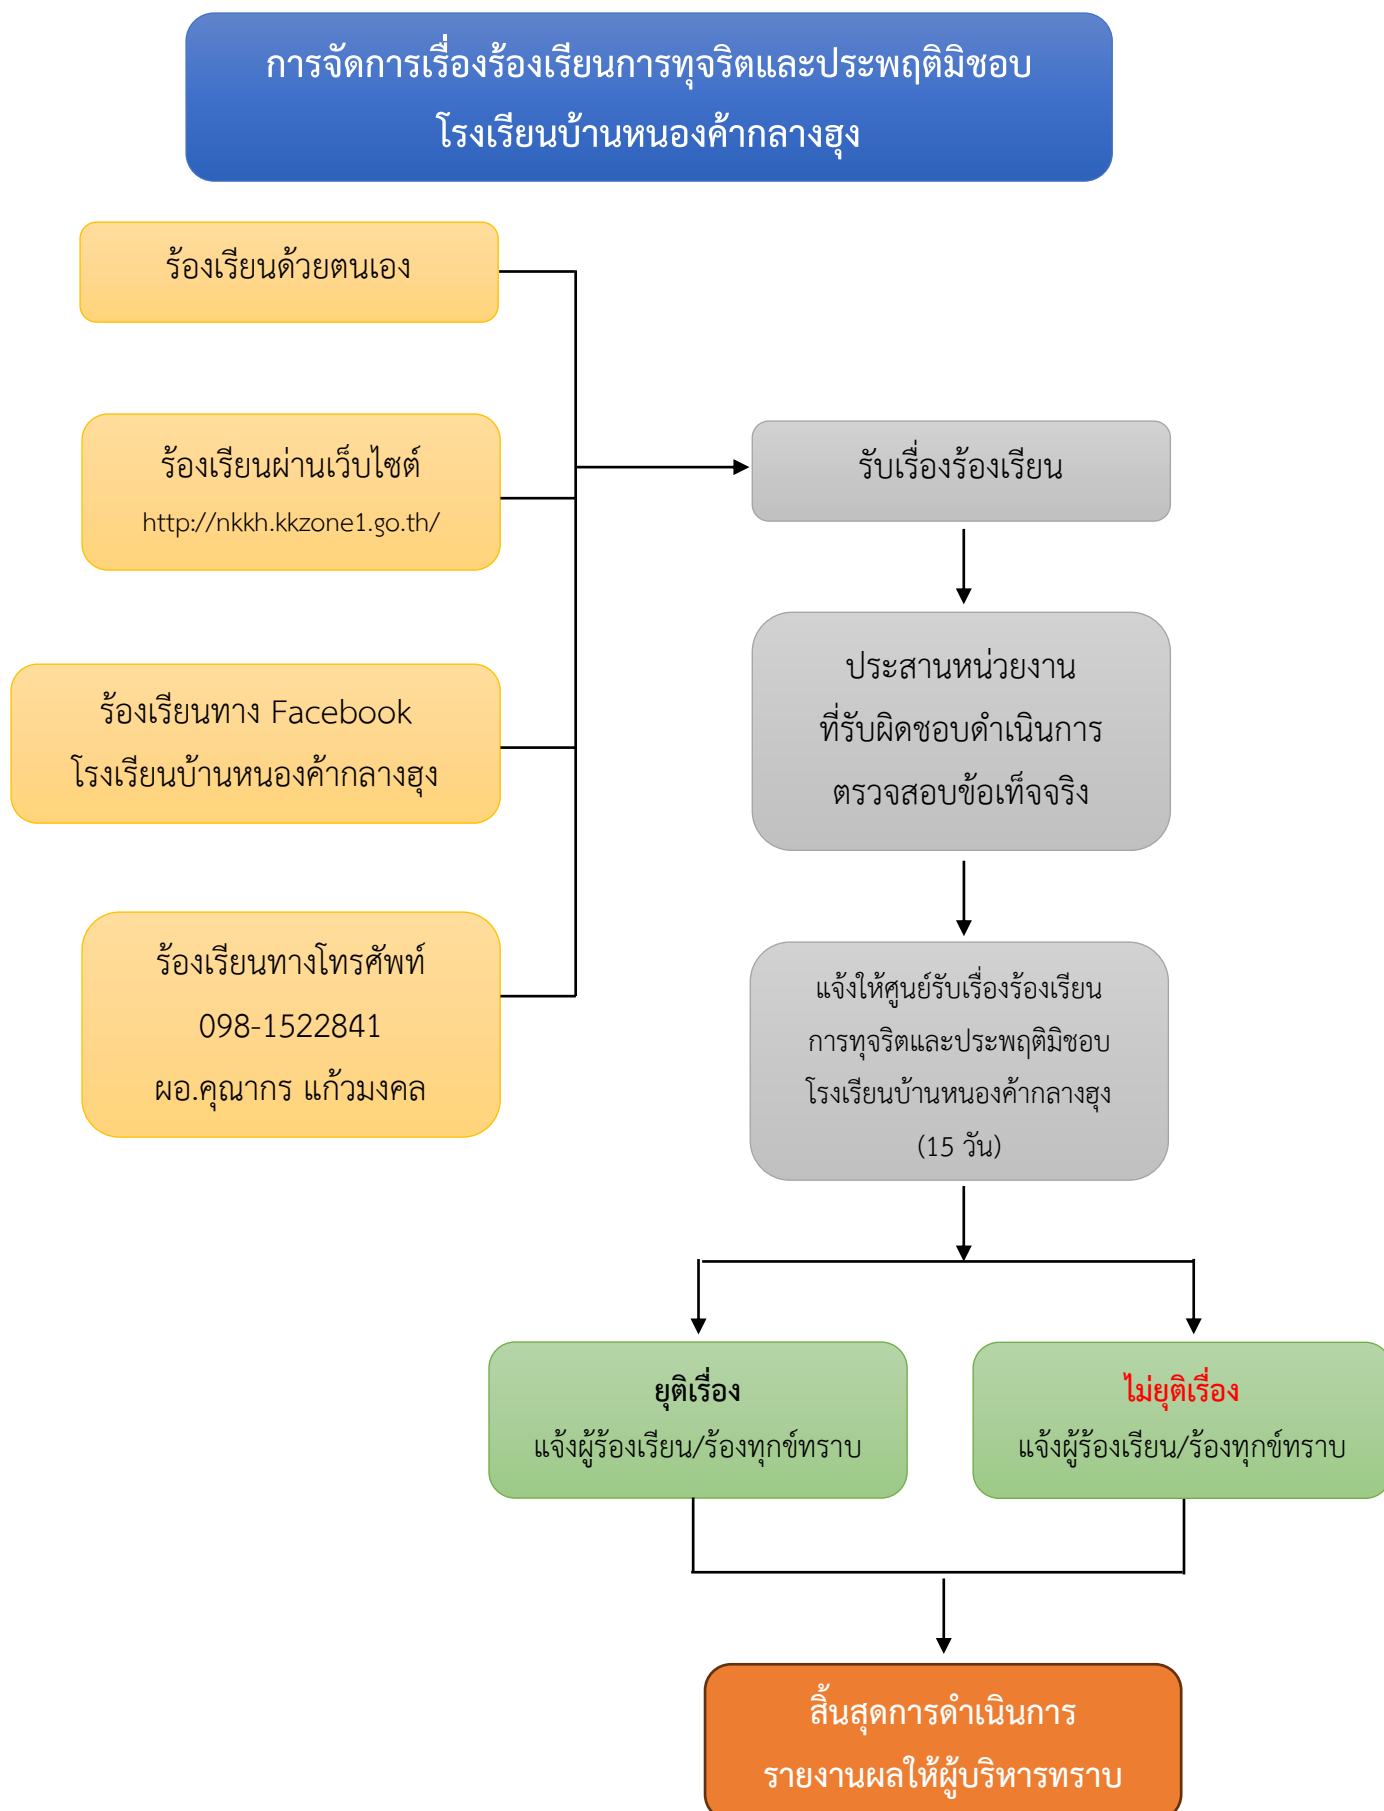 การจัดการเรื่องร้องเรียนการทุจริตและประพฤติมิชอบ
โรงเรียนบ้านหนองค้ากลางฮุง
ร้องเรียนด้วยตนเอง
ร้องเรียนผ่านเว็บไซต์
http://nkkh.kkzone1.go.th/
ร้องเรียนทาง Facebook
โรงเรียนบ้านหนองค้ากลางฮุง
ร้องเรียนทางโทรศัพท์
098-1522841
ผอ.คุณากร แก้วมงคล
รับเรื่องร้องเรียน
ประสานหน่วยงาน
ที่รับผิดชอบดำเนินการ
ตรวจสอบข้อเท็จจริง
แจ้งให้ศูนย์รับเรื่องร้องเรียน
การทุจริตและประพฤติมิชอบ
โรงเรียนบ้านหนองค้ากลางฮุง
(15 วัน)
ยุติเรื่อง
แจ้งผู้ร้องเรียน/ร้องทุกข์ทราบ
ไม่ยุติเรื่อง
แจ้งผู้ร้องเรียน/ร้องทุกข์ทราบ
สิ้นสุดการดำเนินการ
รายงานผลให้ผู้บริหารทราบ